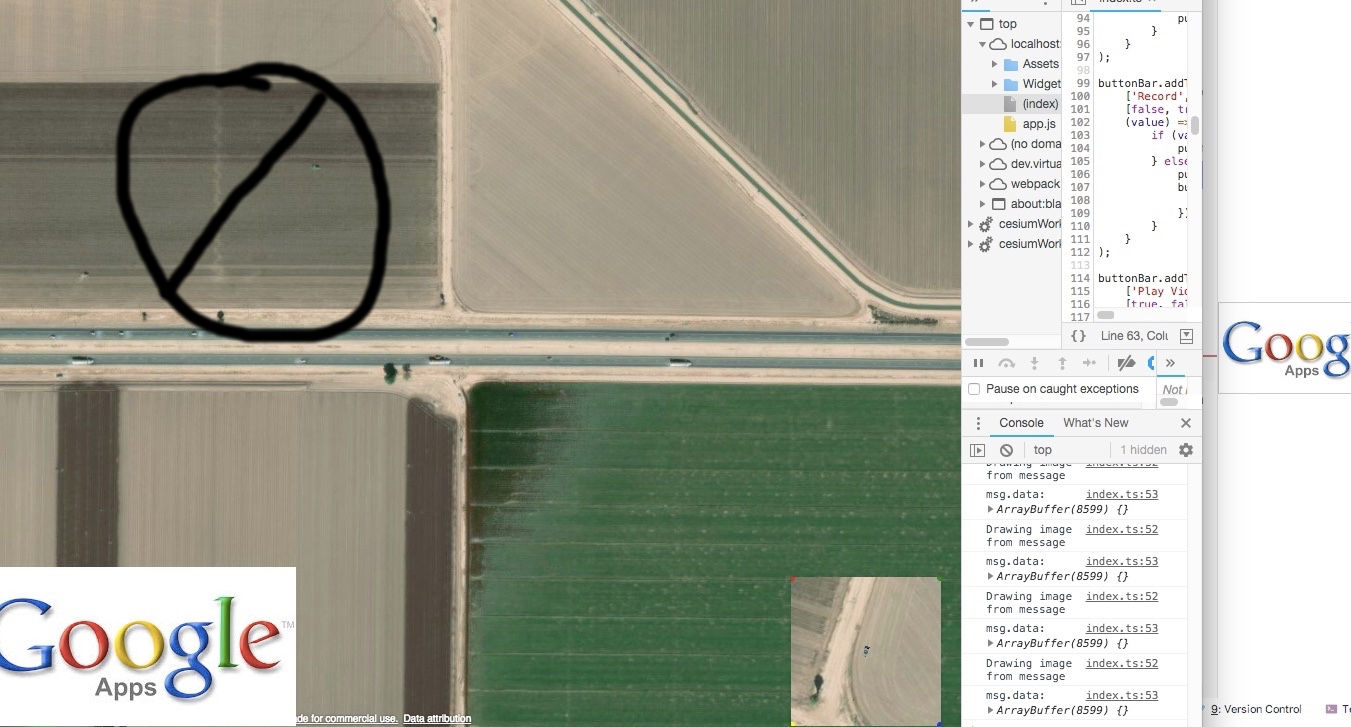 Google
TM
Apps
de for commercial use. Data attribution
top
localhost:
Assets
Widget
(index)
app.js
(no doma
dev.virtua
webpack
about:bla
cesiumWorl
cesiumWorl
index.ts
94 pu
95 }
96 }
97 );
98
99 buttonBar.addT
100 ['Record',
101 [false, tr
102 (value) =>
103 if (va
104 pu
105 } else
106 pu
107 bu
108
109 })
110 }
111 }
112 );
113
114 buttonBar.addT
115 ['Play Vid
116 [true, fal
117
{} Line 63, Colu
Pause on caught exceptions
Not
Console What's New
top 1 hidden
Drawing image index.ts:52
from message
msg.data: index.ts:53
ArrayBuffer(8599) {}
Drawing image index.ts:52
from message
msg.data: index.ts:53
ArrayBuffer(8599) {}
Drawing image index.ts:52
from message
msg.data: index.ts:53
ArrayBuffer(8599) {}
Drawing image index.ts:52
from message
msg.data: index.ts:53
ArrayBuffer(8599) {}
Goog
Apps
9: Version Control Te